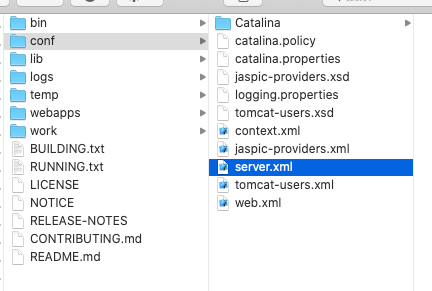 bin
conf
lib
logs
temp
webapps
work
BUILDING.txt
RUNNING.txt
LICENSE
NOTICE
RELEASE-NOTES
CONTRIBUTING.md
README.md
Catalina
catalina.policy
catalina.properties
jaspic-providers.xsd
logging.properties
tomcat-users.xsd
context.xml
jaspic-providers.xml
server.xml
tomcat-users.xml
web.xml